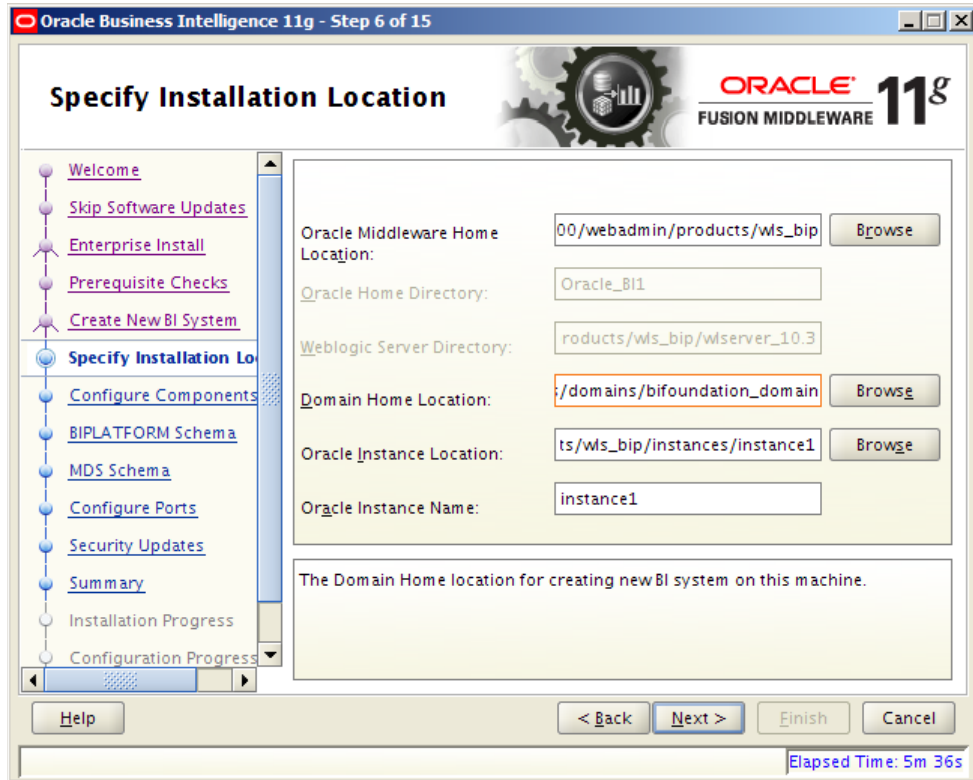 Oracle Business Intelligence 11g - Step 6 of 15
Specify Installation Location
ORACLE
FUSION MIDDLEWARE 11g
Welcome
Skip Software Updates
Enterprise Install
Prerequisite Checks
Create New BI System
Specify Installation Lo
Configure Components
BIPLATFORM Schema
MDS Schema
Configure Ports
Security Updates
Summary
Installation Progress
Configuration Progress
Oracle Middleware Home
Location:
00/webadmin/products/wls_bip
Browse
Oracle Home Directory:
Oracle_BI1
Weblogic Server Directory:
roducts/wls_bip/wlserver_10.3
Domain Home Location:
:/domains/bifoundation_domain
Browse
Oracle Instance Location:
ts/wls_bip/instances/instance1
Browse
Oracle Instance Name:
instance1
The Domain Home location for creating new BI system on this machine.
Help
< Back
Next >
Finish
Cancel
Elapsed Time: 5m 36s